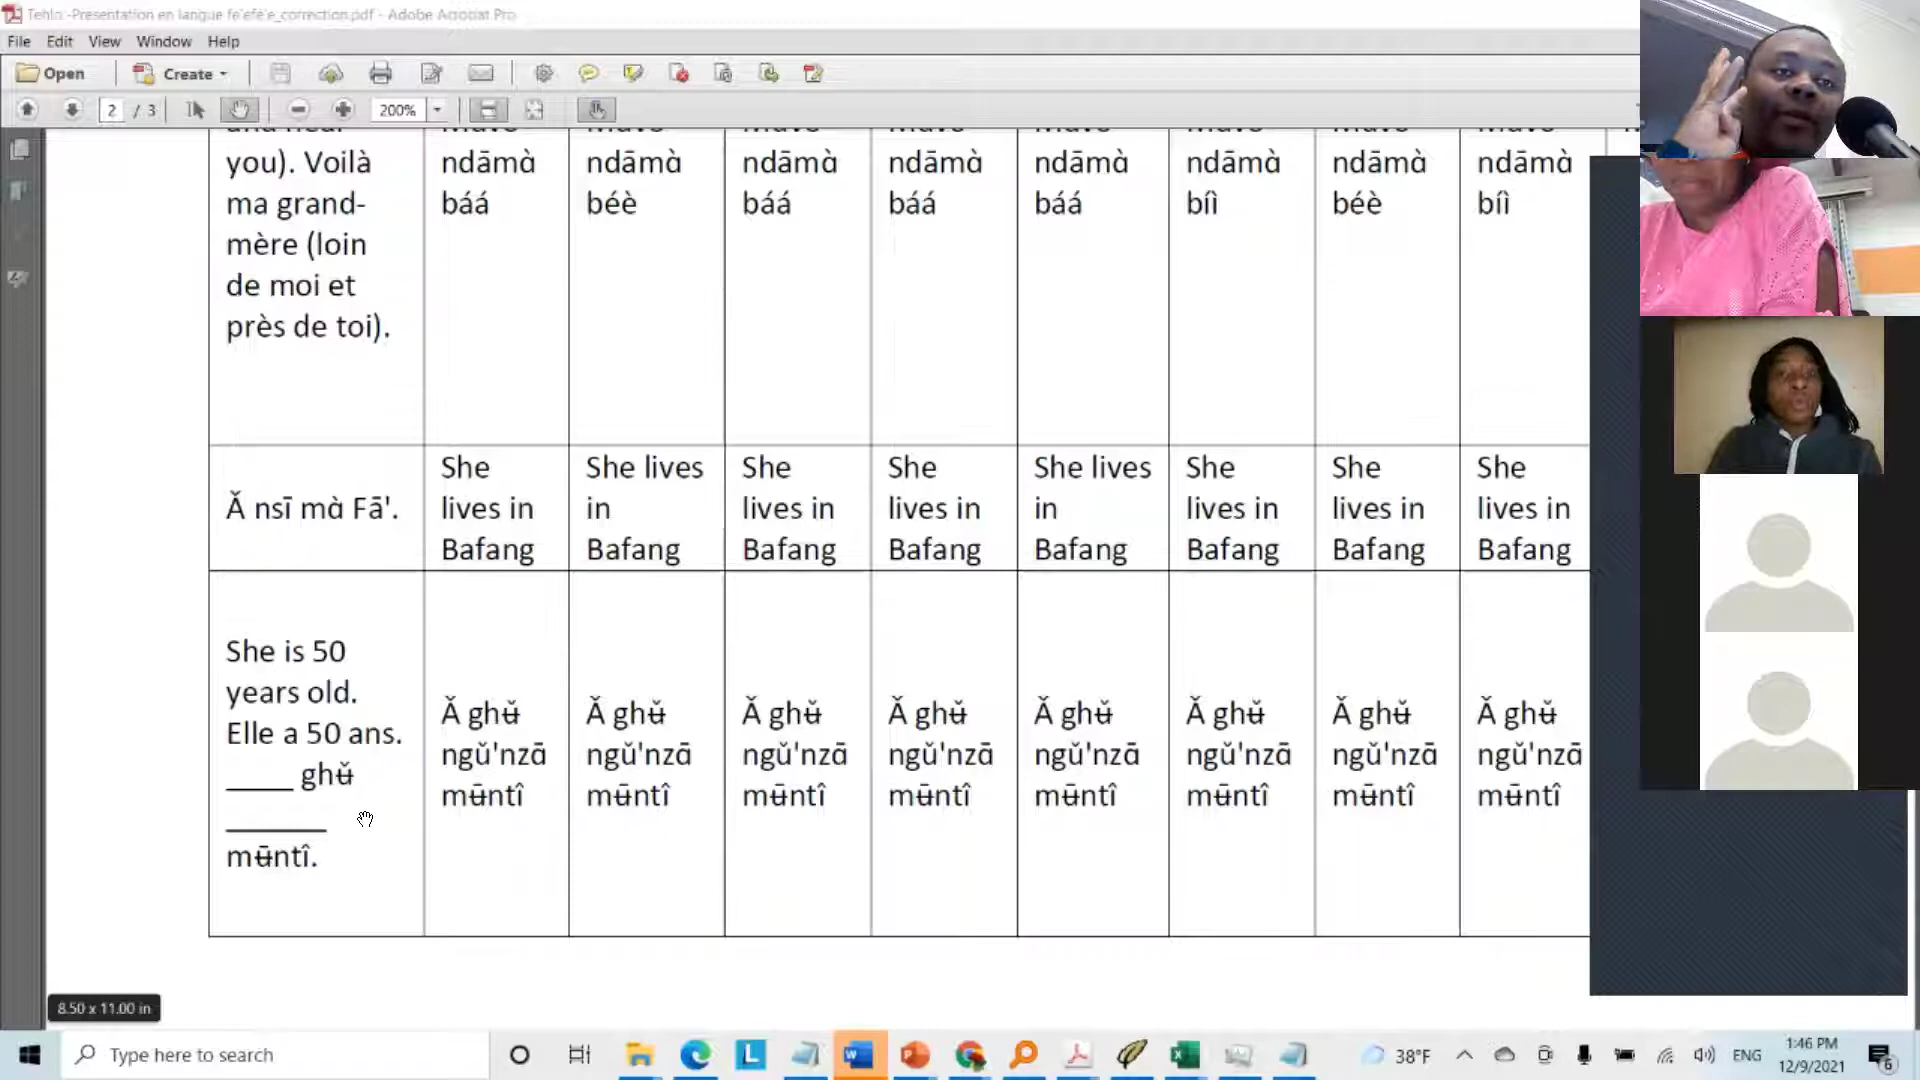 Tehla -Presentation en langue fe'efe'e_correction.pdf - Adobe Acrobat Pro
File Edit View Window Help
Open Create
2 / 3 200%
you). Voilà
ma grand-
mère (loin
de moi et
près de toi).
ndāmà
báá
ndāmà
béè
ndāmà
báá
ndāmà
báá
ndāmà
báá
ndāmà
bíì
ndāmà
béè
ndāmà
bíì
Ǎ nsī mà Fā'.
She
lives in
Bafang
She lives
in
Bafang
She
lives in
Bafang
She
lives in
Bafang
She lives
in
Bafang
She
lives in
Bafang
She
lives in
Bafang
She
lives in
Bafang
She is 50
years old.
Elle a 50 ans.
____ghʉ̌
______
mʉ̄ntî.
Ǎ ghʉ̌
ngǔ'nzā
mʉ̄ntî
Ǎ ghʉ̌
ngǔ'nzā
mʉ̄ntî
Ǎ ghʉ̌
ngǔ'nzā
mʉ̄ntî
Ǎ ghʉ̌
ngǔ'nzā
mʉ̄ntî
Ǎ ghʉ̌
ngǔ'nzā
mʉ̄ntî
Ǎ ghʉ̌
ngǔ'nzā
mʉ̄ntî
Ǎ ghʉ̌
ngǔ'nzā
mʉ̄ntî
Ǎ ghʉ̌
ngǔ'nzā
mʉ̄ntî
8.50 x 11.00 in
Type here to search
38°F
ENG
1:46 PM
12/9/2021
6